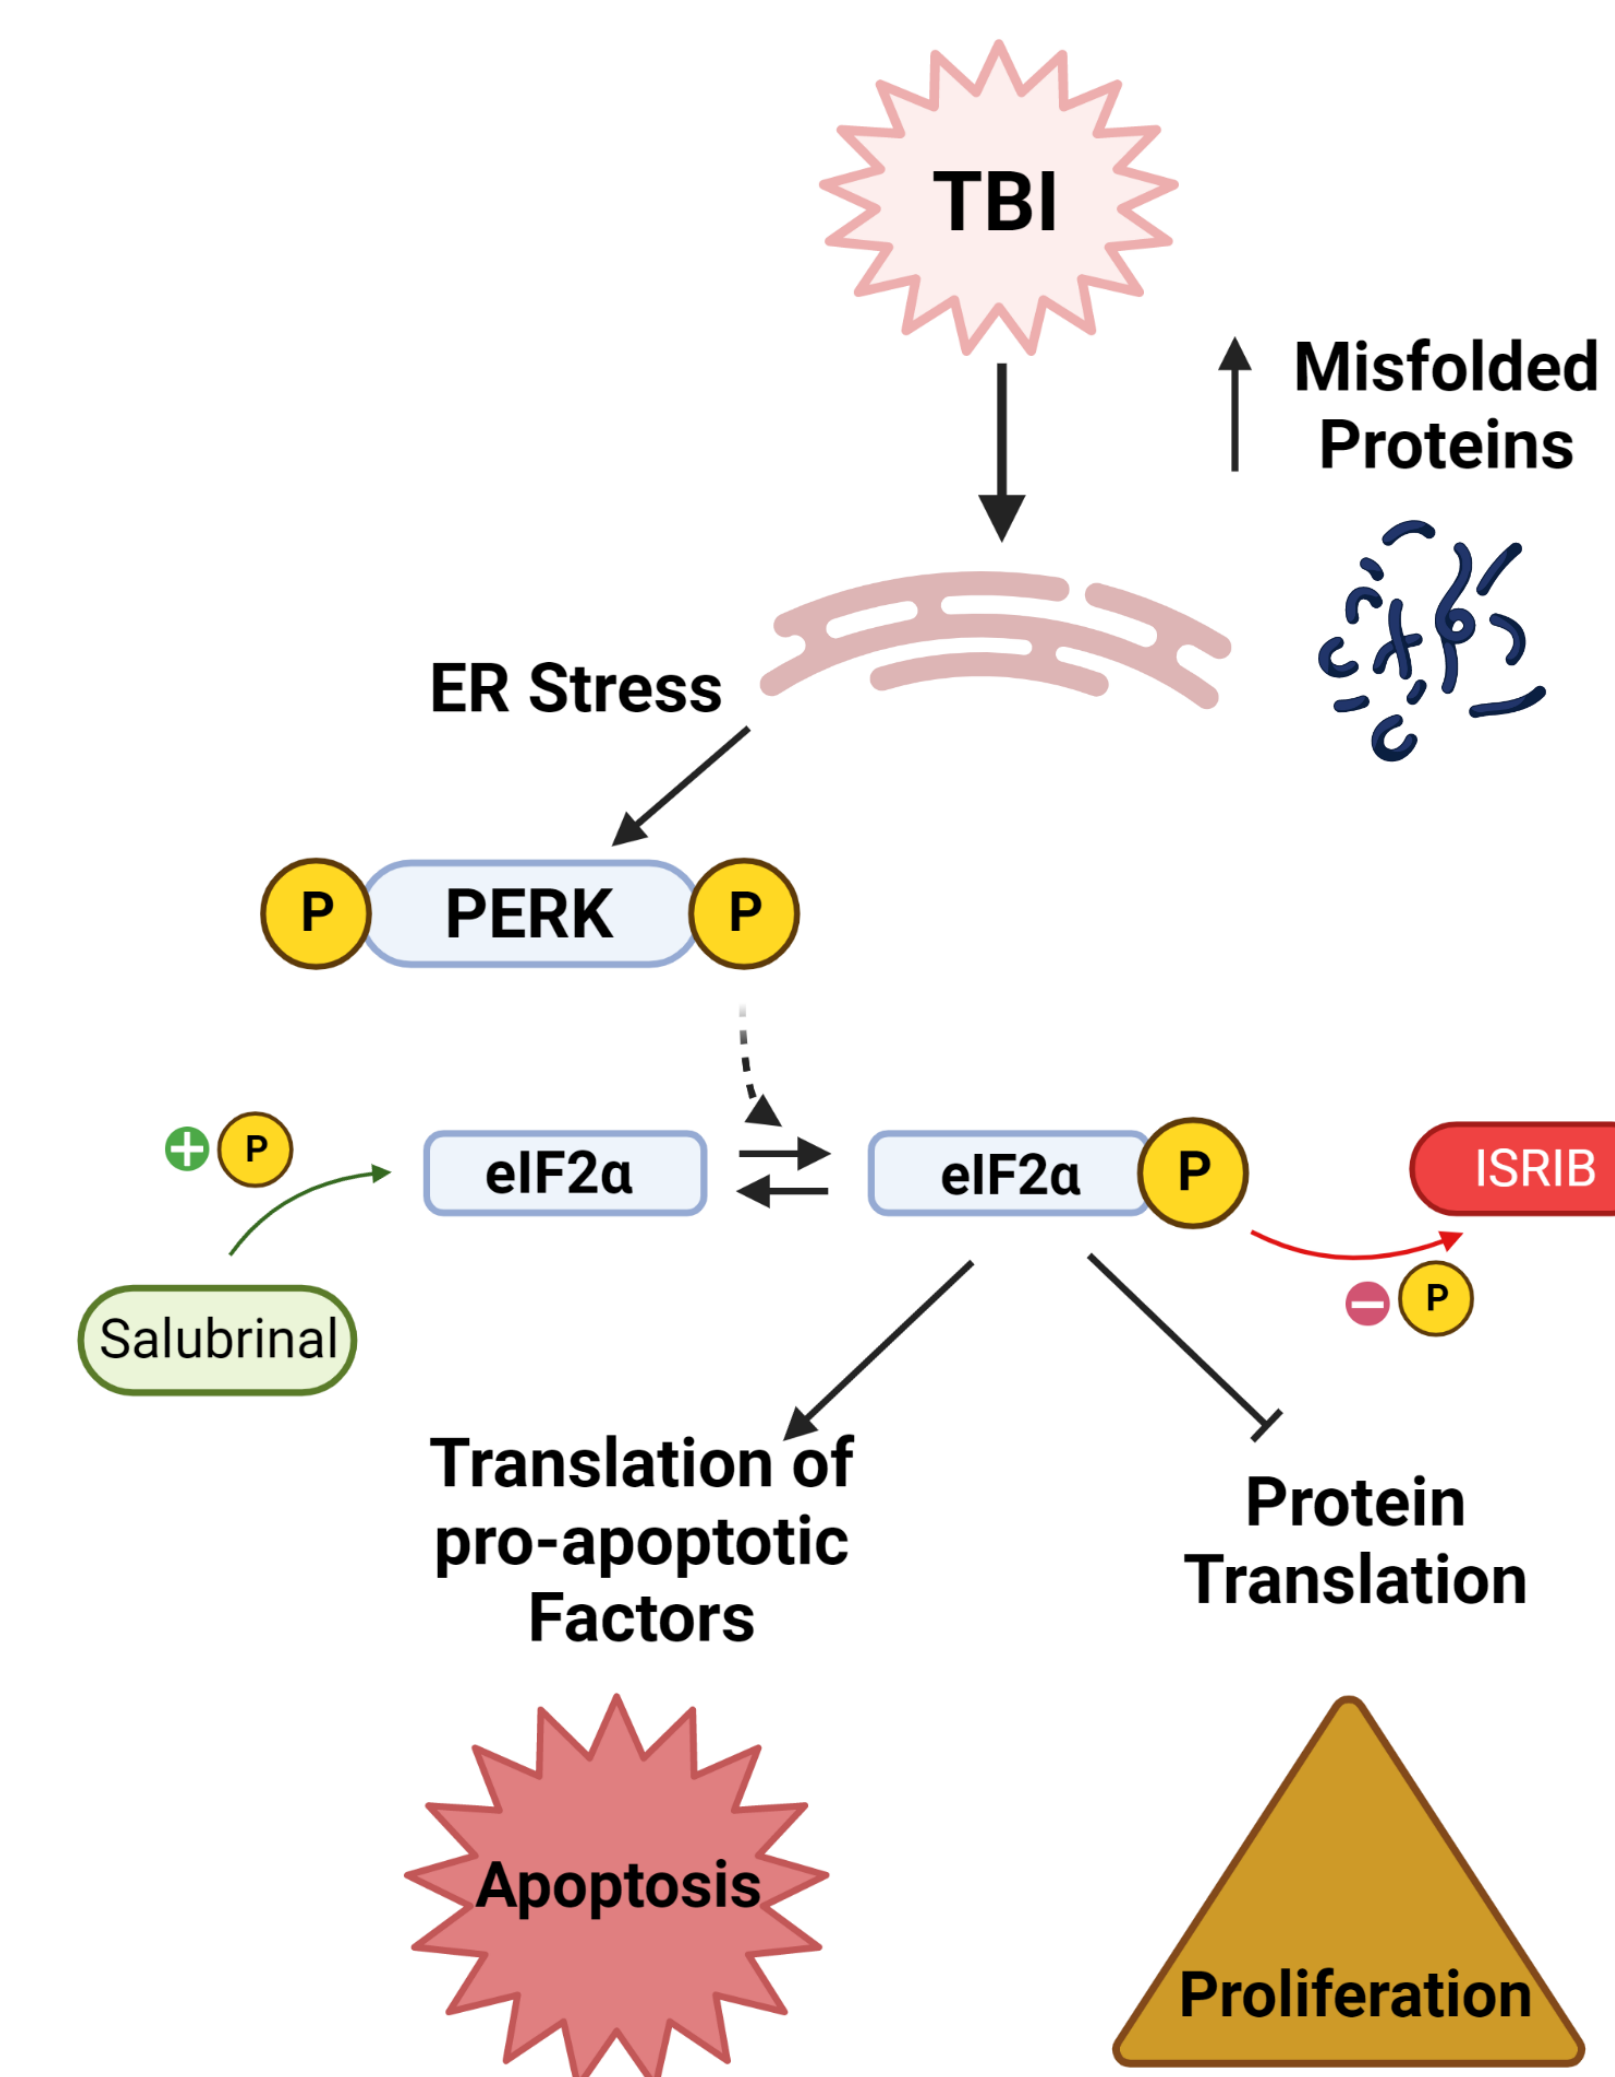 TBI
Misfolded
Proteins
ER Stress
P
PERK
P
P
eIF2α
eIF2α
P
ISRIB
P
Salubrinal
Translation of
pro-apoptotic
Factors
Protein
Translation
Apoptosis
Proliferation